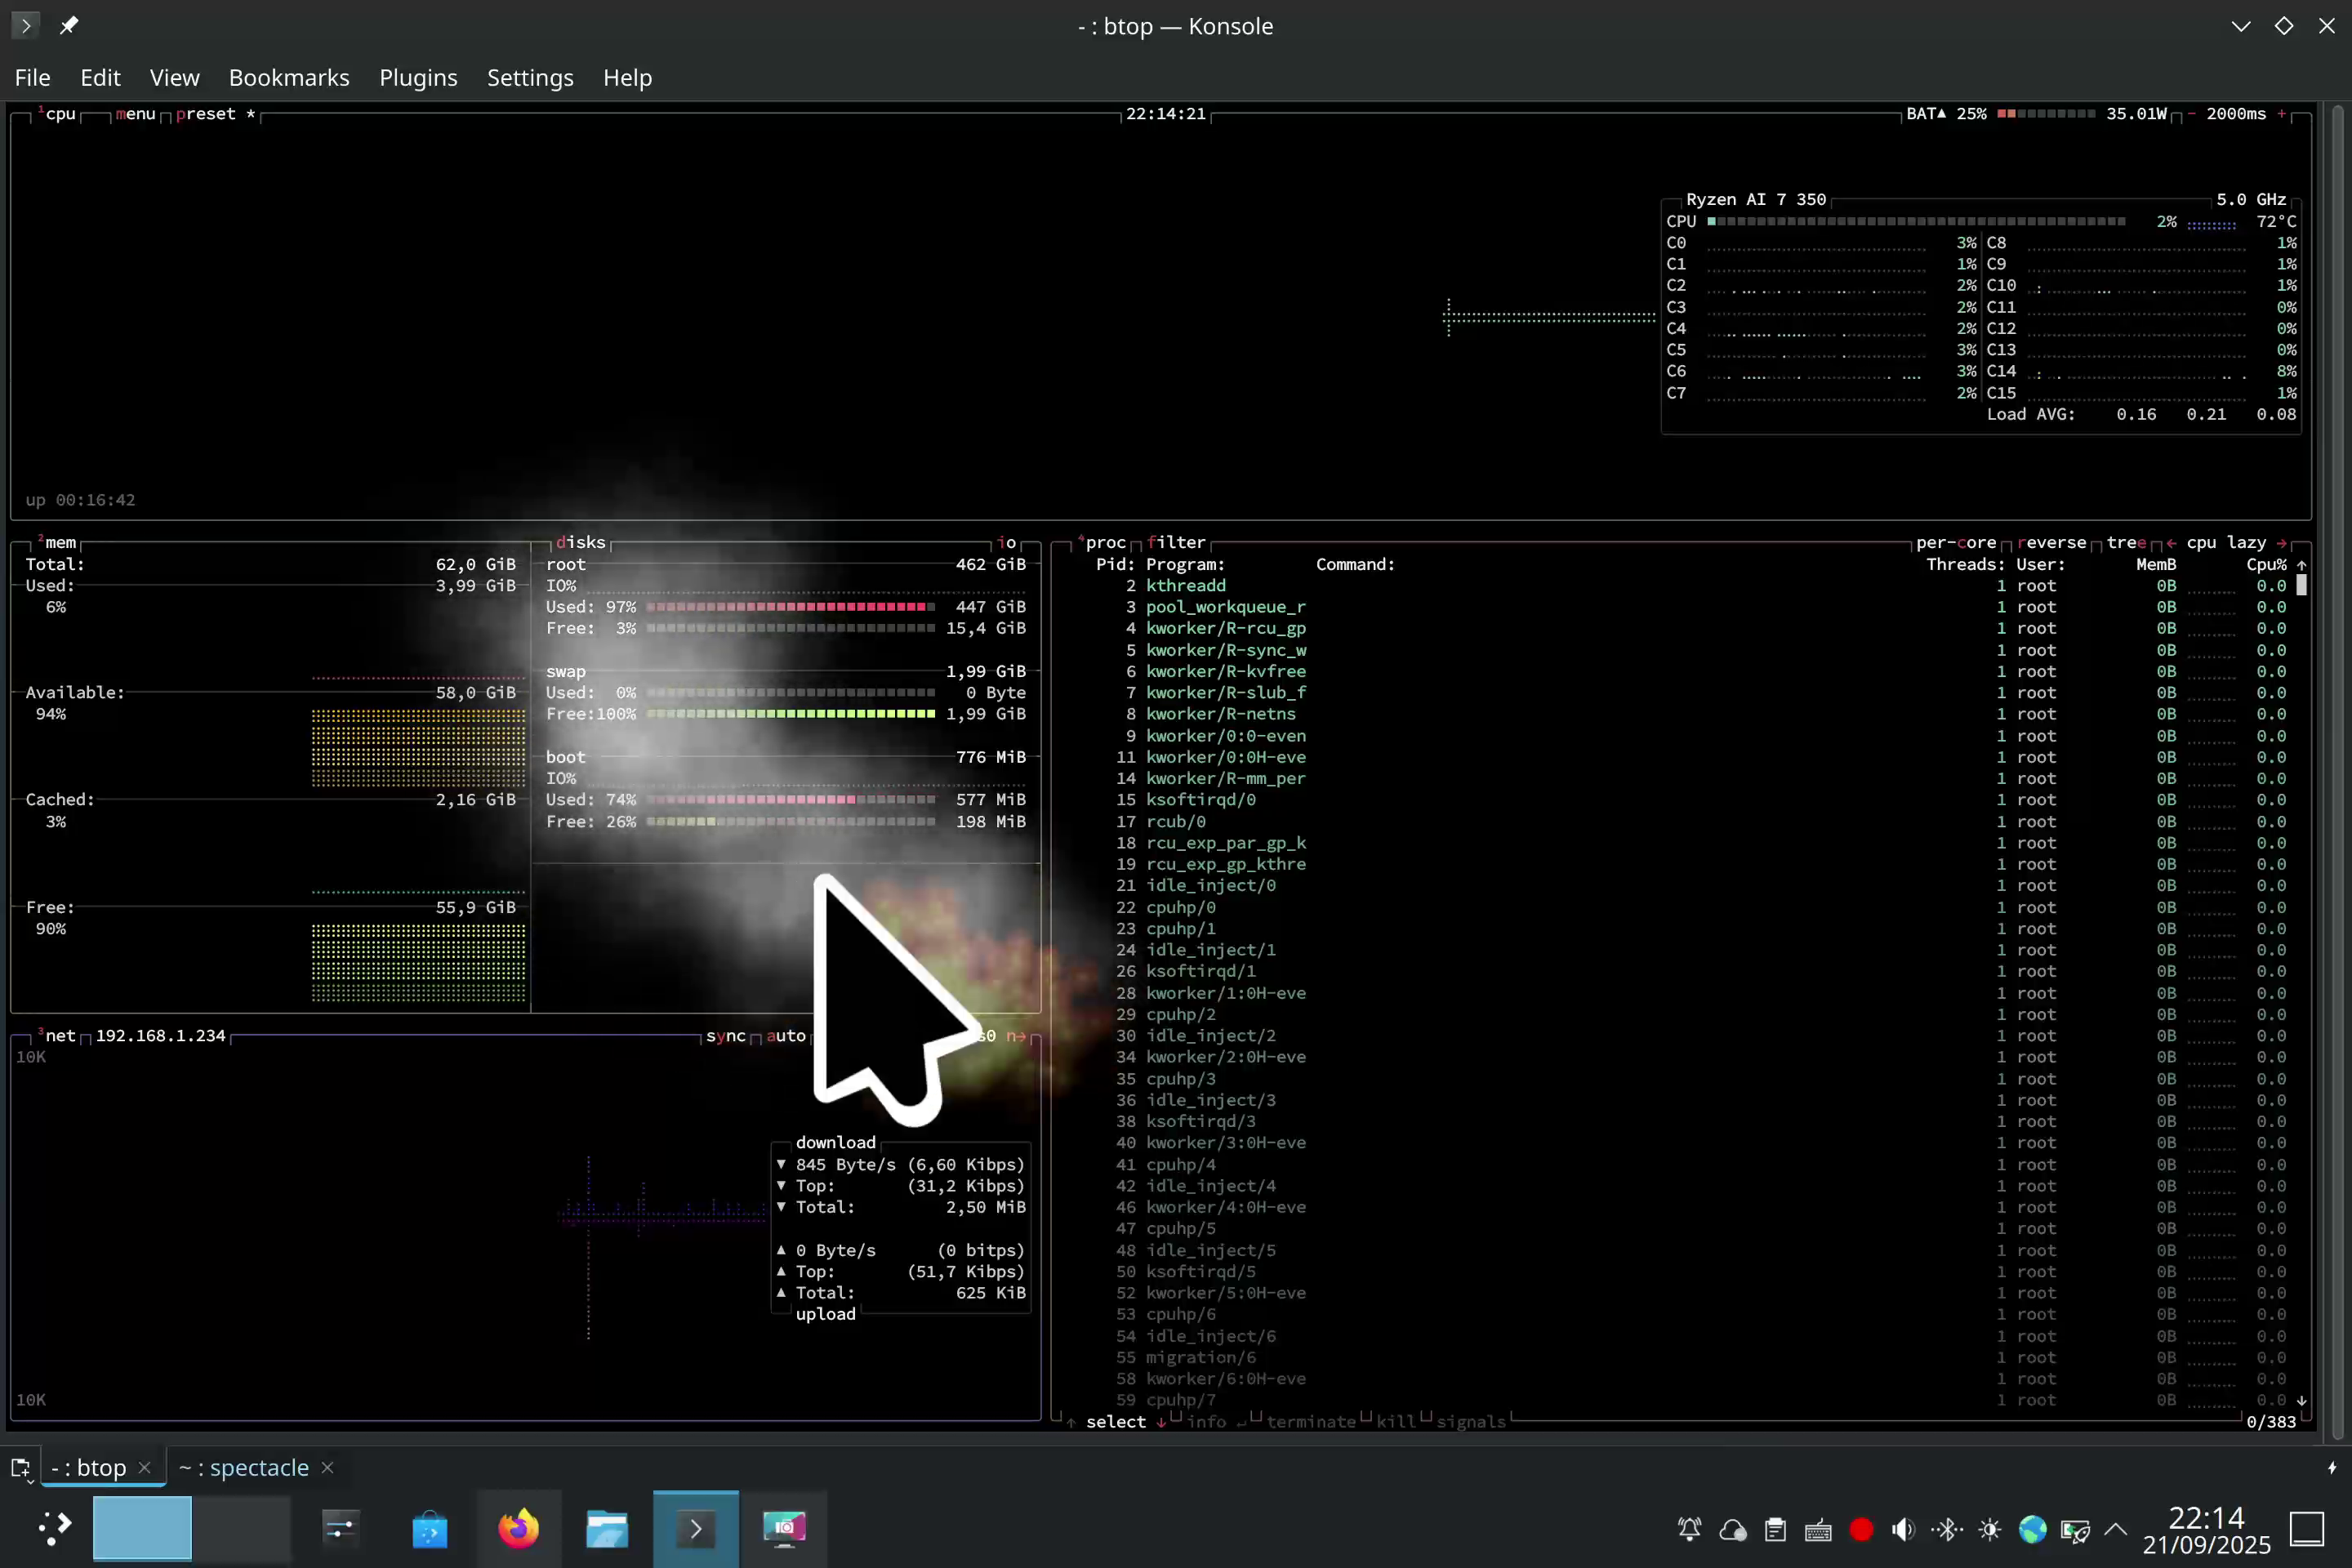 - : btop — Konsole
File Edit View Bookmarks Plugins Settings Help
1cpu menu preset * 22:14:21 BAT▲ 25% 35.01W - 2000ms +
Ryzen AI 7 350 5.0 GHz
CPU 2% 72°C
C0 3% C8 1%
C1 1% C9 1%
C2 2% C10 1%
C3 2% C11 0%
C4 2% C12 0%
C5 3% C13 0%
C6 3% C14 8%
C7 2% C15 1%
Load AVG: 0.16 0.21 0.08
up 00:16:42
2mem
Total: 62,0 GiB
Used: 3,99 GiB
6%
Available: 58,0 GiB
94%
Cached: 2,16 GiB
3%
Free: 55,9 GiB
90%
disks io
root 462 GiB
IO%
Used: 97% 447 GiB
Free: 3% 15,4 GiB
swap 1,99 GiB
Used: 0% 0 Byte
Free:100% 1,99 GiB
boot 776 MiB
IO%
Used: 74% 577 MiB
Free: 26% 198 MiB
3net 192.168.1.234 sync auto s0 n→
10K
download
▼ 845 Byte/s (6,60 Kibps)
▼ Top: (31,2 Kibps)
▼ Total: 2,50 MiB
▲ 0 Byte/s (0 bitps)
▲ Top: (51,7 Kibps)
▲ Total: 625 KiB
upload
10K
4proc filter per-core reverse tree ← cpu lazy →
Pid: Program: Command: Threads: User: MemB Cpu% ↑
2 kthreadd 1 root 0B 0.0
3 pool_workqueue_r 1 root 0B 0.0
4 kworker/R-rcu_gp 1 root 0B 0.0
5 kworker/R-sync_w 1 root 0B 0.0
6 kworker/R-kvfree 1 root 0B 0.0
7 kworker/R-slub_f 1 root 0B 0.0
8 kworker/R-netns 1 root 0B 0.0
9 kworker/0:0-even 1 root 0B 0.0
11 kworker/0:0H-eve 1 root 0B 0.0
14 kworker/R-mm_per 1 root 0B 0.0
15 ksoftirqd/0 1 root 0B 0.0
17 rcub/0 1 root 0B 0.0
18 rcu_exp_par_gp_k 1 root 0B 0.0
19 rcu_exp_gp_kthre 1 root 0B 0.0
21 idle_inject/0 1 root 0B 0.0
22 cpuhp/0 1 root 0B 0.0
23 cpuhp/1 1 root 0B 0.0
24 idle_inject/1 1 root 0B 0.0
26 ksoftirqd/1 1 root 0B 0.0
28 kworker/1:0H-eve 1 root 0B 0.0
29 cpuhp/2 1 root 0B 0.0
30 idle_inject/2 1 root 0B 0.0
34 kworker/2:0H-eve 1 root 0B 0.0
35 cpuhp/3 1 root 0B 0.0
36 idle_inject/3 1 root 0B 0.0
38 ksoftirqd/3 1 root 0B 0.0
40 kworker/3:0H-eve 1 root 0B 0.0
41 cpuhp/4 1 root 0B 0.0
42 idle_inject/4 1 root 0B 0.0
46 kworker/4:0H-eve 1 root 0B 0.0
47 cpuhp/5 1 root 0B 0.0
48 idle_inject/5 1 root 0B 0.0
50 ksoftirqd/5 1 root 0B 0.0
52 kworker/5:0H-eve 1 root 0B 0.0
53 cpuhp/6 1 root 0B 0.0
54 idle_inject/6 1 root 0B 0.0
55 migration/6 1 root 0B 0.0
58 kworker/6:0H-eve 1 root 0B 0.0
59 cpuhp/7 1 root 0B 0.0 ↓
↑ select ↓ info ↵ terminate kill signals 0/383
- : btop
~ : spectacle
22:14
21/09/2025